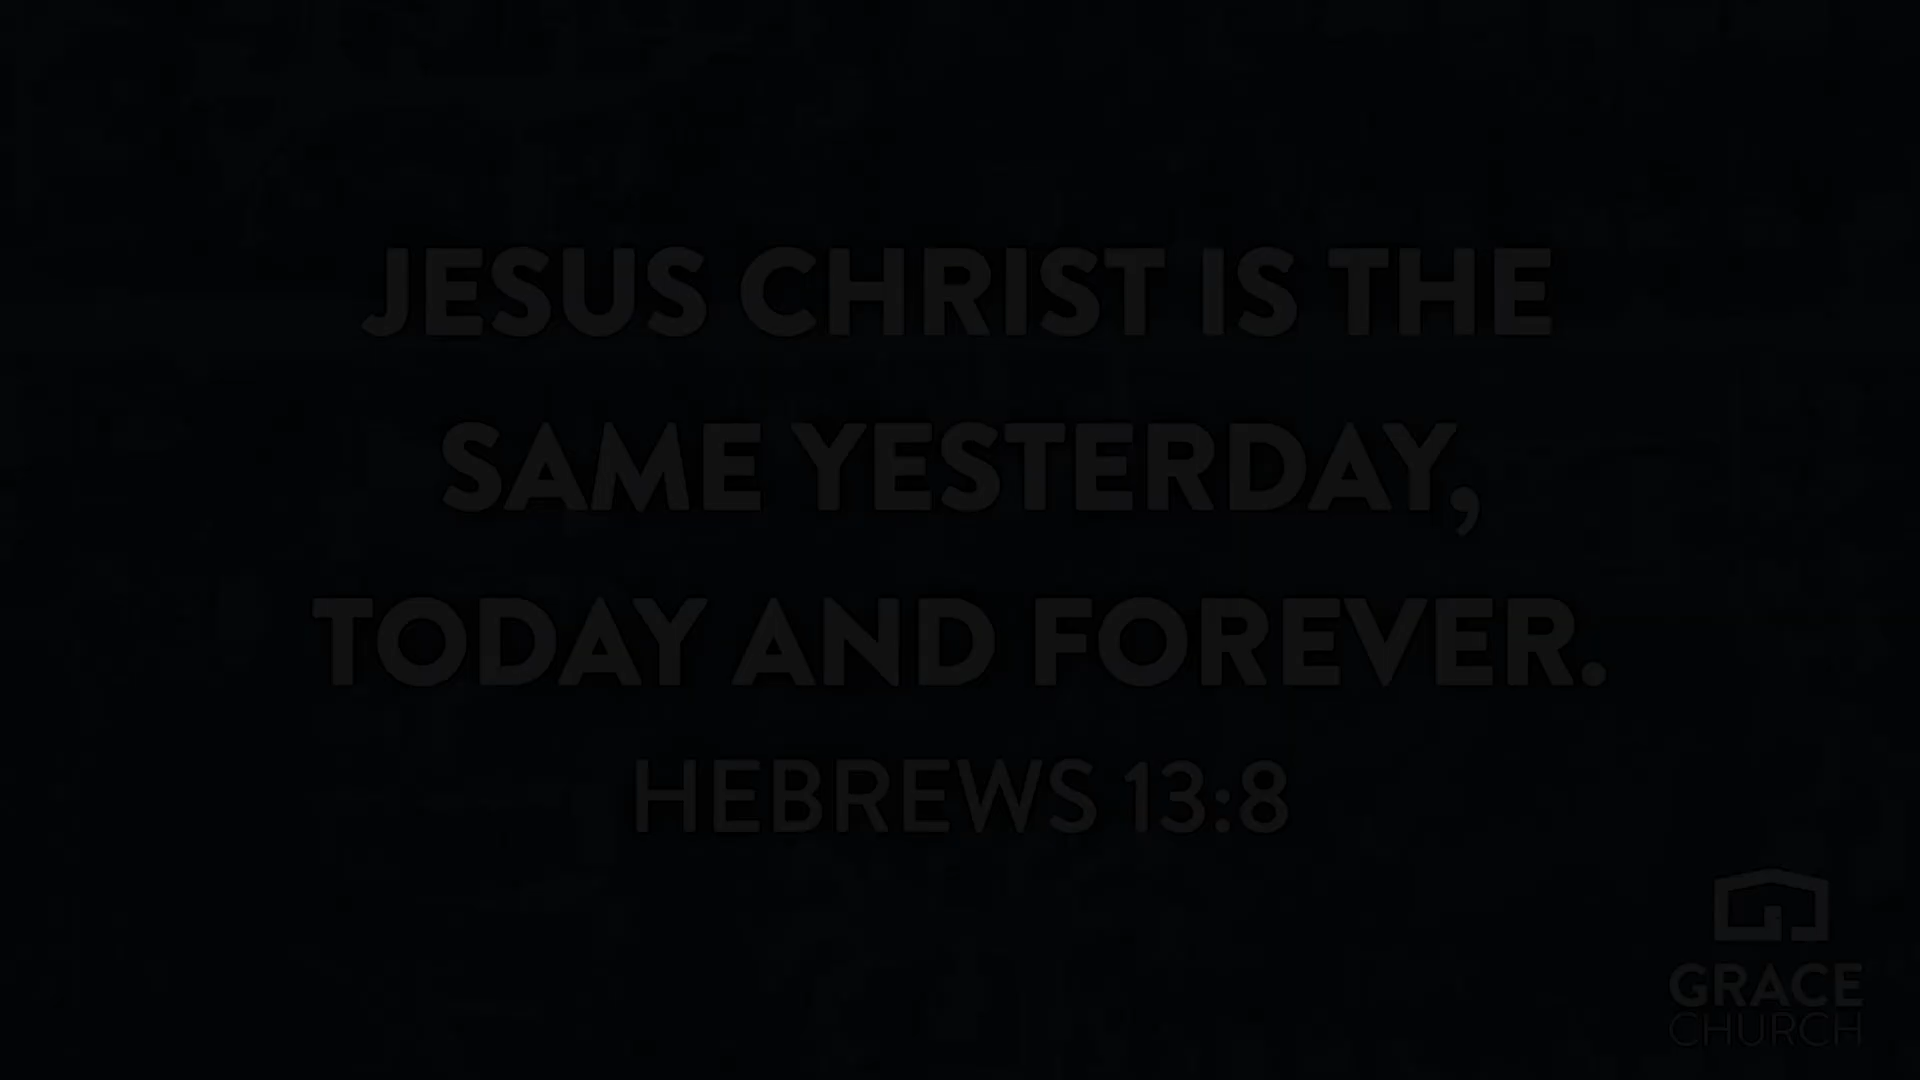 JESUS CHRIST IS THE
SAME YESTERDAY,
TODAY AND FOREVER.
HEBREWS 13:8
GRACE
CHURCH